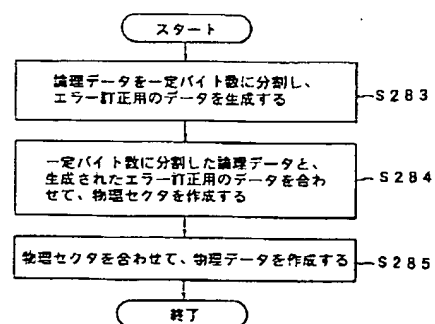 スタート
論理データを一定バイト数に分割し、
エラー訂正用のデータを生成する
S283
一定バイト数に分割した論理データと、
生成されたエラー訂正用のデータを合わ
せて、物理セクタを作成する
S284
物理セクタを合わせて、物理データを作成する
S285
終了